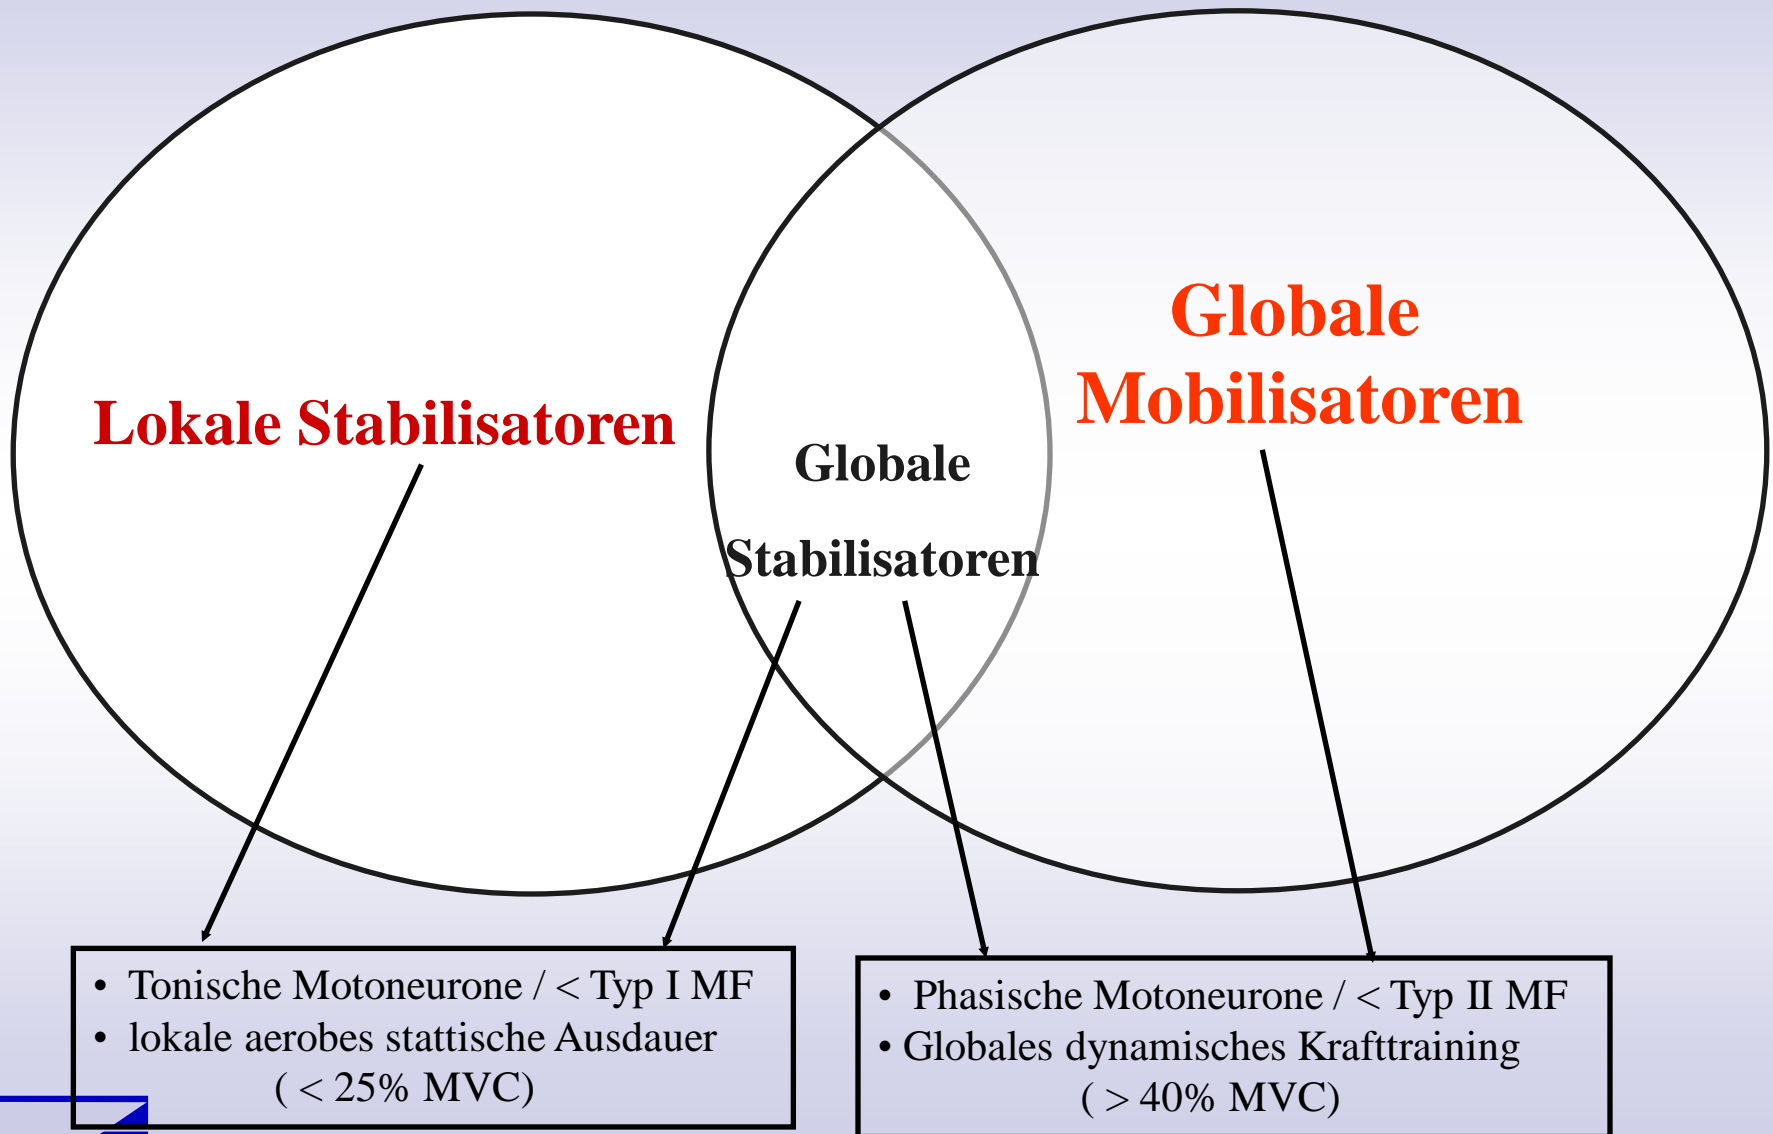 Lokale Stabilisatoren
Globale
Stabilisatoren
Globale
Mobilisatoren
• Tonische Motoneurone / < Typ I MF
• lokale aerobes stattische Ausdauer
( < 25% MVC)
• Phasische Motoneurone / < Typ II MF
• Globales dynamisches Krafttraining
( > 40% MVC)